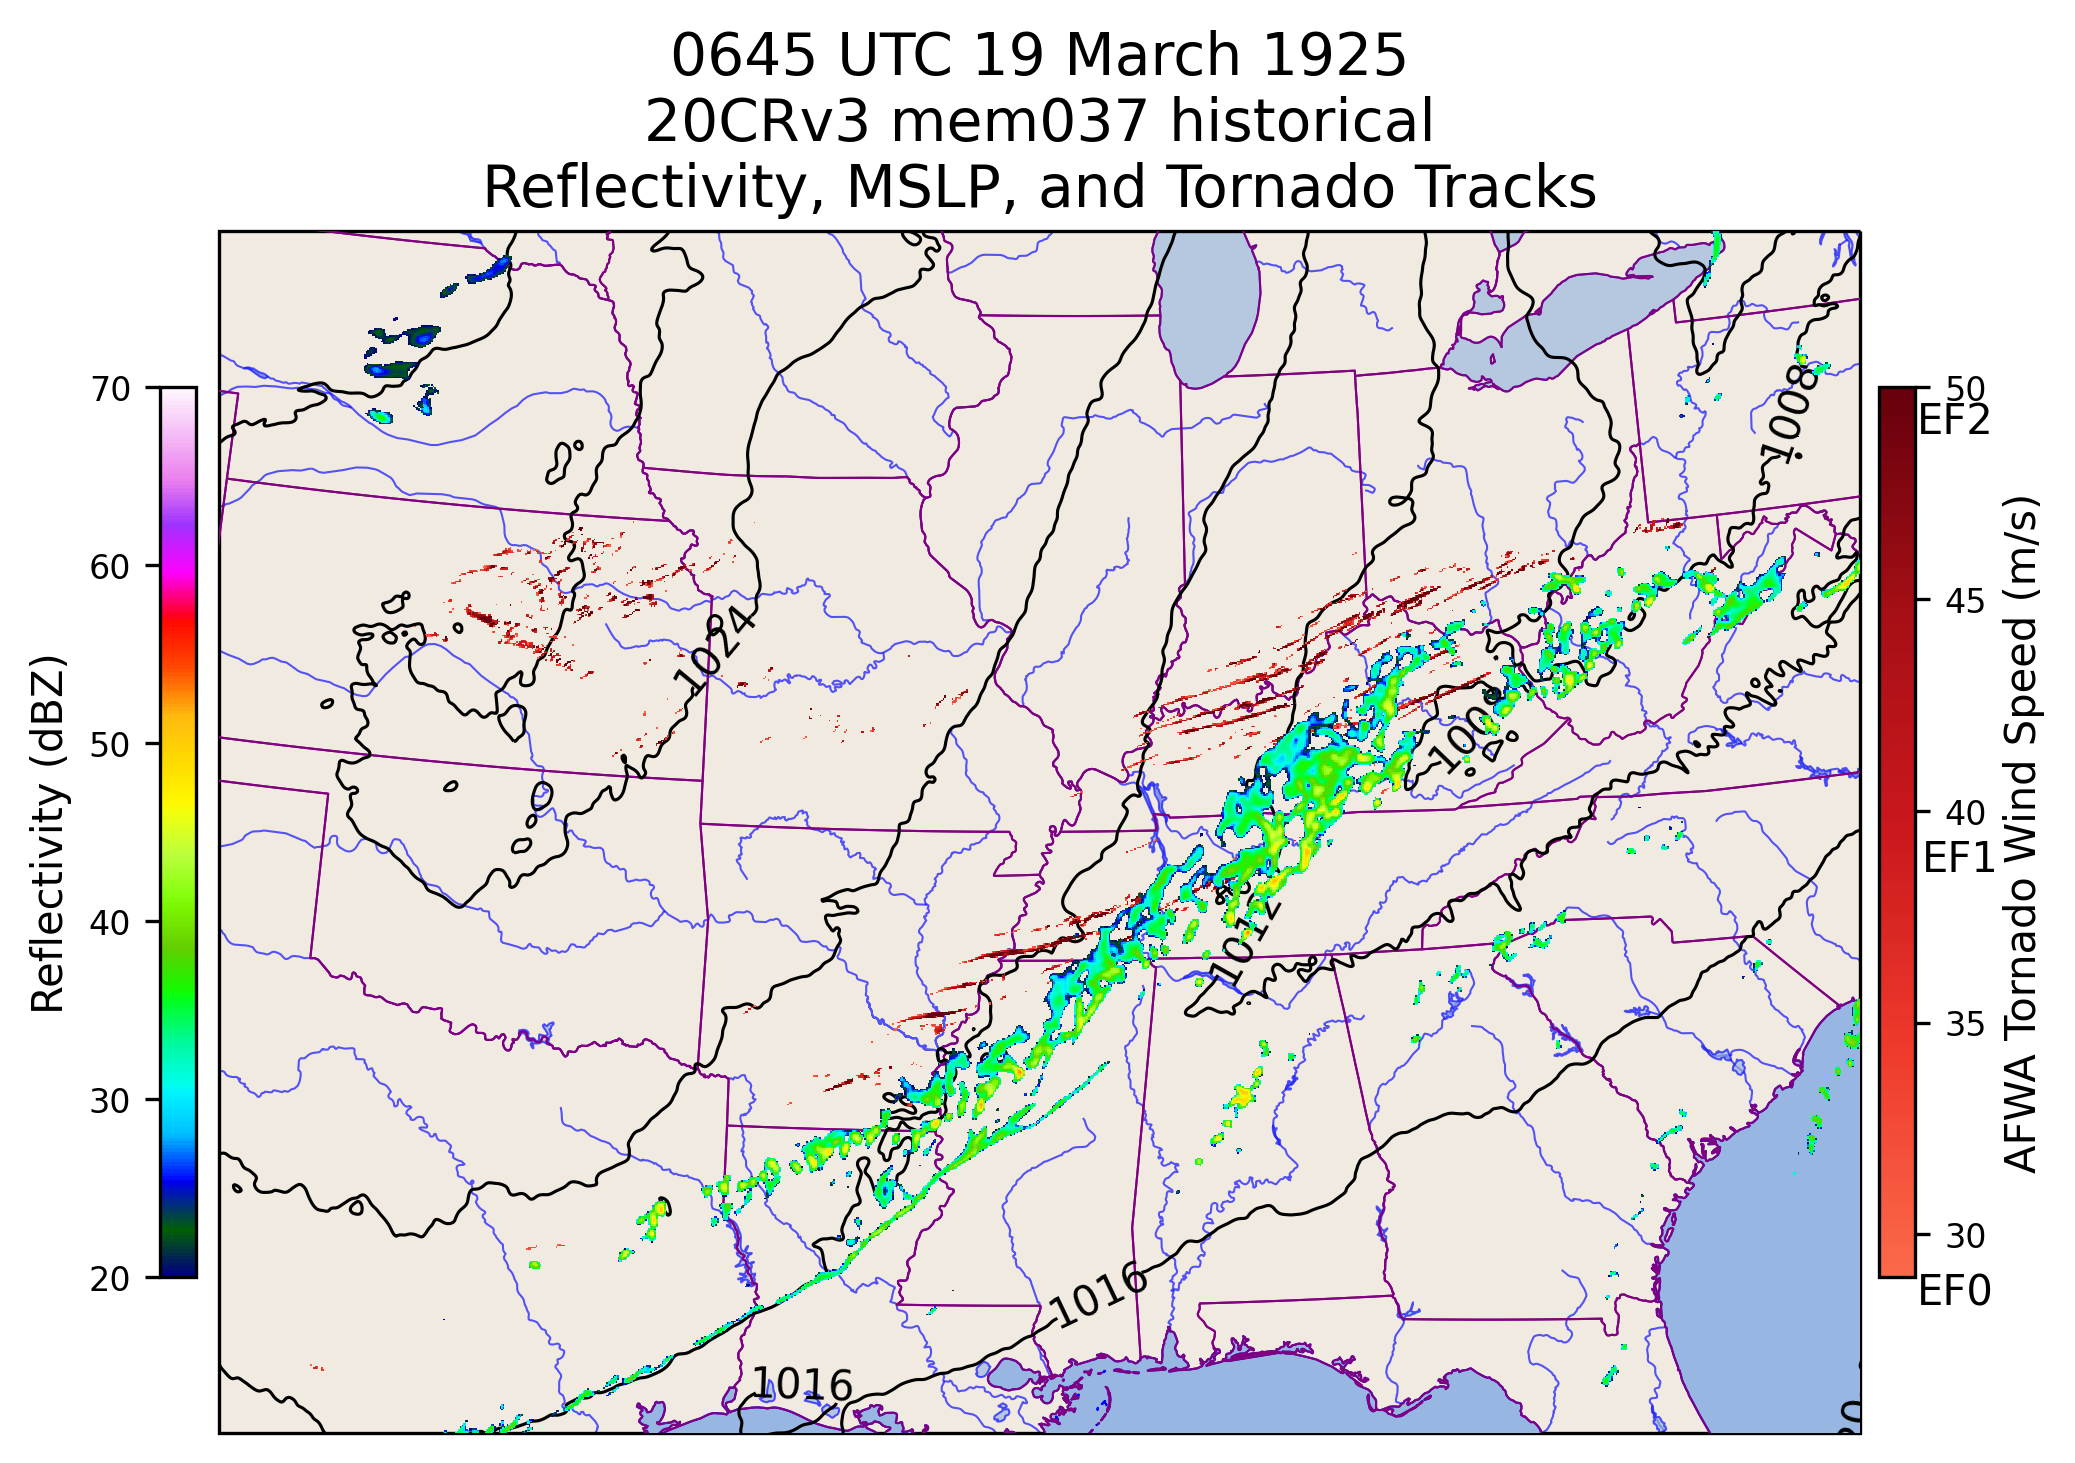 0645 UTC 19 March 1925
20CRv3 mem037 historical
Reflectivity, MSLP, and Tornado Tracks
Reflectivity (dBZ)
70
60
50
40
30
20
1008
1024
1012
1016
1016
50
EF2
45
40
EF1
35
30
EF0
AFWA Tornado Wind Speed (m/s)